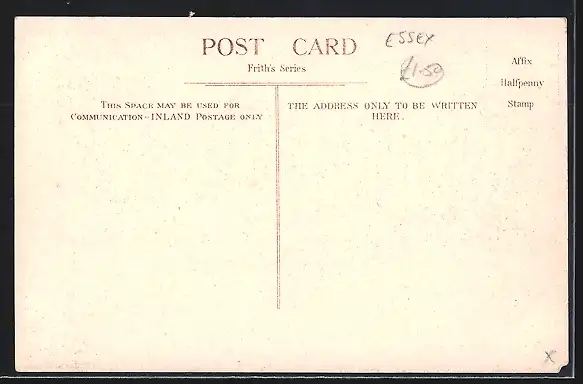 POST CARD
Frith's Series
ESSEX
£1.50
Affix
Halfpenny
Stamp
THIS SPACE MAY BE USED FOR
COMMUNICATION-INLAND POSTAGE ONLY
THE ADDRESS ONLY TO BE WRITTEN
HERE.
X